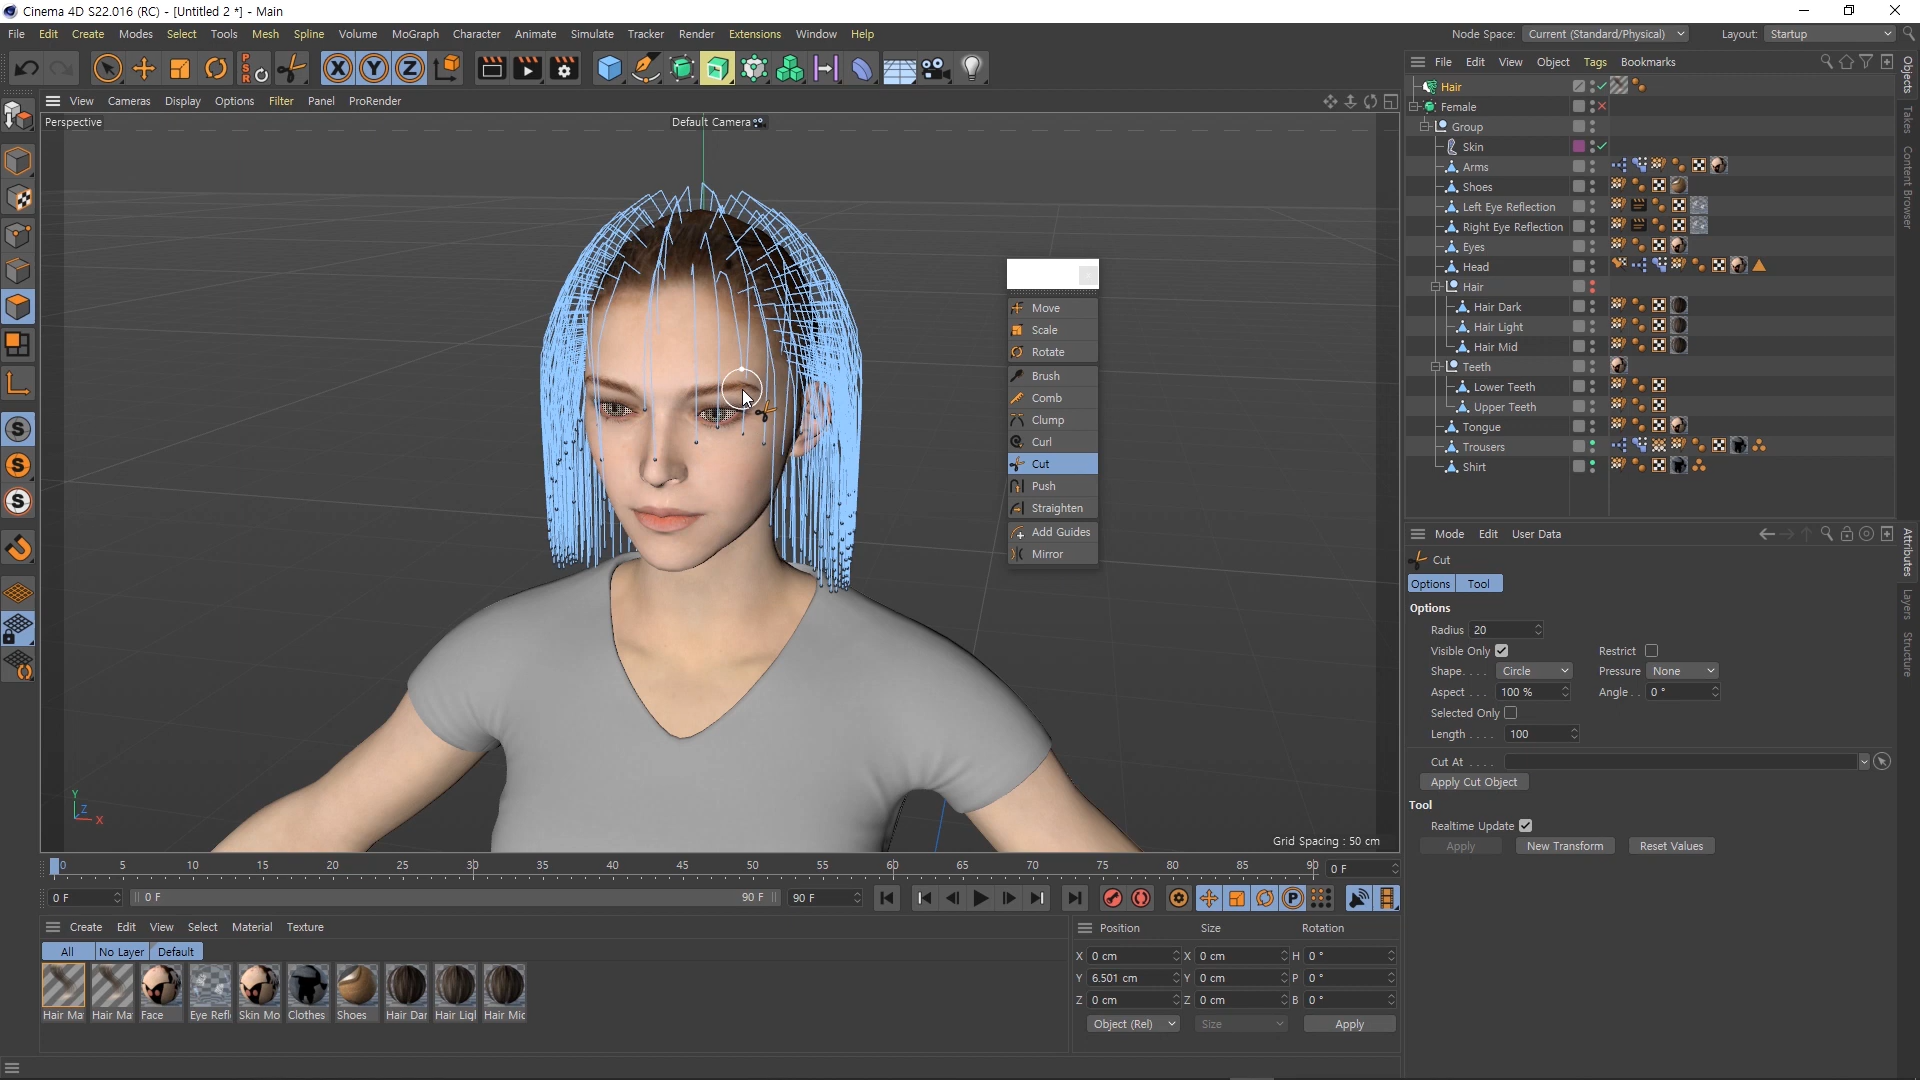 Cinema 4D S22.016 (RC) - [Untitled 2 *] - Main
File Edit Create Modes Select Tools Mesh Spline Volume MoGraph Character Animate Simulate Tracker Render Extensions Window Help
Node Space: Current (Standard/Physical) Layout: Startup
PSR X Y Z
View Cameras Display Options Filter Panel ProRender
Perspective
Default Camera
Move
Scale
Rotate
Brush
Comb
Clump
Curl
Cut
Push
Straighten
Add Guides
Mirror
Y
Z
X
Grid Spacing : 50 cm
0 5 10 15 20 25 30 35 40 45 50 55 60 65 70 75 80 85 90 0 F
0 F 0 F 90 F 90 F
Create Edit View Select Material Texture
All No Layer Default
Hair Ma Hair Ma Face Eye Refl Skin Mo Clothes Shoes Hair Dar Hair Ligl Hair Mic
Position Size Rotation
X 0 cm X 0 cm H 0 °
Y 6.501 cm Y 0 cm P 0 °
Z 0 cm Z 0 cm B 0 °
Object (Rel) Size Apply
File Edit View Object Tags Bookmarks
Hair
Female
Group
Skin
Arms
Shoes
Left Eye Reflection
Right Eye Reflection
Eyes
Head
Hair
Hair Dark
Hair Light
Hair Mid
Teeth
Lower Teeth
Upper Teeth
Tongue
Trousers
Shirt
Objects
Takes
Content Browser
Mode Edit User Data
Cut
Options Tool
Options
Radius 20
Visible Only Restrict
Shape. . . . Circle Pressure None
Aspect . . . 100 % Angle . . 0 °
Selected Only
Length . . . . 100
Cut At . . . .
Apply Cut Object
Tool
Realtime Update
Apply New Transform Reset Values
Attributes
Layers
Structure